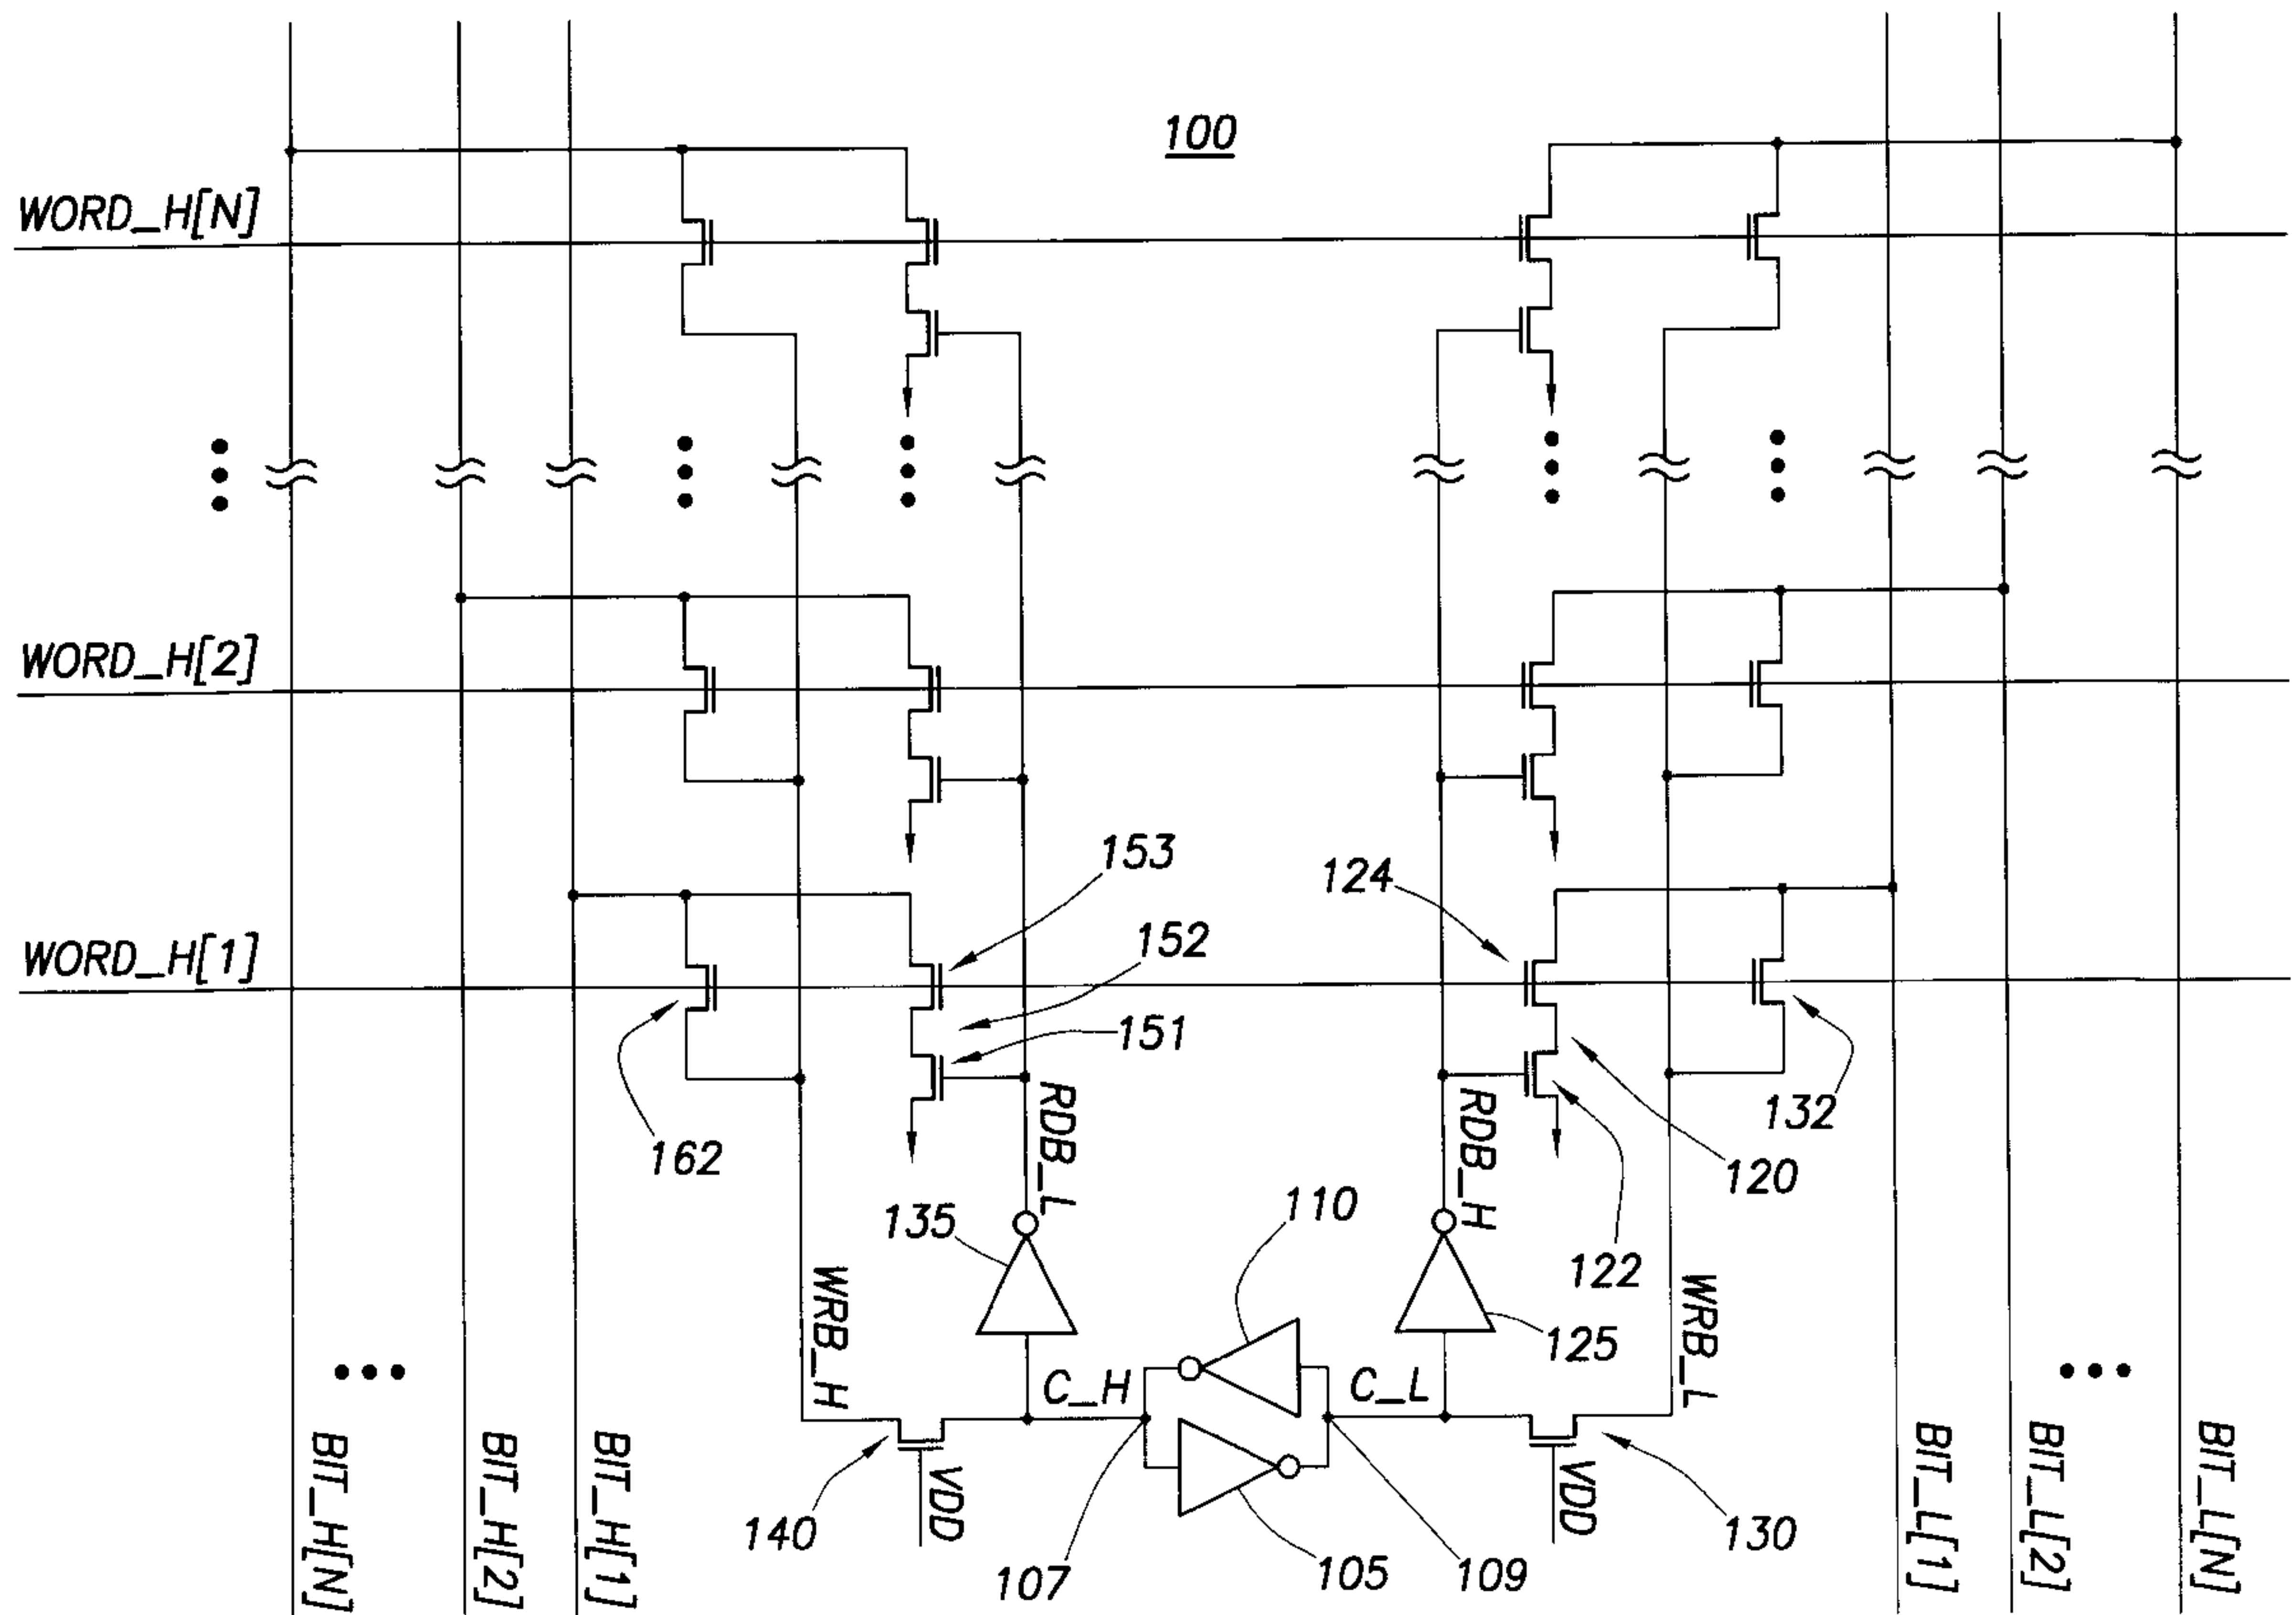 100
WORD_H[N]
WORD_H[2]
153
124
152
WORD_H[1]
151
162
132
120
RDB_L
RDB_H
135
110
122
125
WRB_H
WRB_L
C_H
C_L
140
VDD
107
105
109
VDD
130
BIT_H[N]
BIT_H[2]
BIT_H[1]
BIT_L[1]
BIT_L[2]
BIT_L[N]